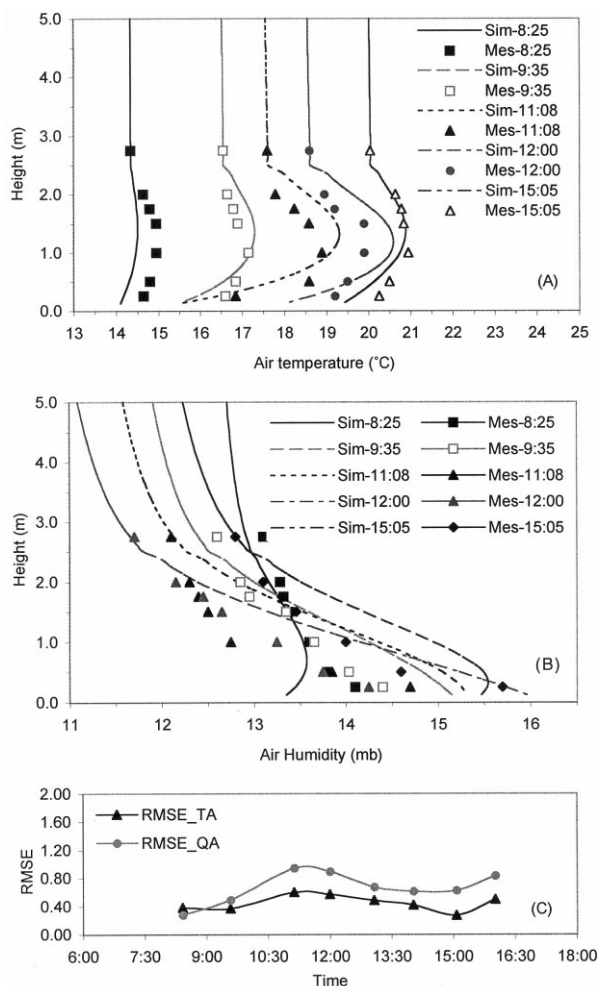 5.0
4.0
3.0
2.0
1.0
0.0
Height (m)
Sim-8:25
Mes-8:25
Sim-9:35
Mes-9:35
Sim-11:08
Mes-11:08
Sim-12:00
Mes-12:00
Sim-15:05
Mes-15:05
(A)
13 14 15 16 17 18 19 20 21 22 23 24 25
Air temperature (°C)
5.0
4.0
3.0
2.0
1.0
0.0
Height (m)
Sim-8:25 Mes-8:25
Sim-9:35 Mes-9:35
Sim-11:08 Mes-11:08
Sim-12:00 Mes-12:00
Sim-15:05 Mes-15:05
(B)
11 12 13 14 15 16
Air Humidity (mb)
2.00
1.60
1.20
0.80
0.40
0.00
RMSE
RMSE_TA
RMSE_QA
(C)
6:00 7:30 9:00 10:30 12:00 13:30 15:00 16:30 18:00
Time